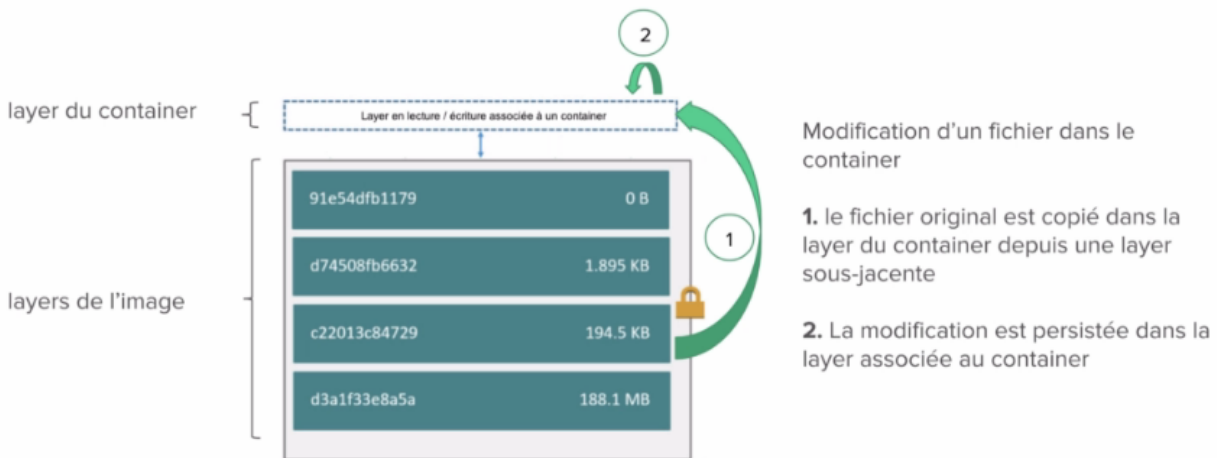 2
layer du container
Layer en lecture / écriture associée à un container
91e54dfb1179 0 B
d74508fb6632 1.895 KB
layers de l'image
c22013c84729 194.5 KB
d3a1f33e8a5a 188.1 MB
1
Modification d'un fichier dans le
container
1. le fichier original est copié dans la
layer du container depuis une layer
sous-jacente
2. La modification est persistée dans la
layer associée au container